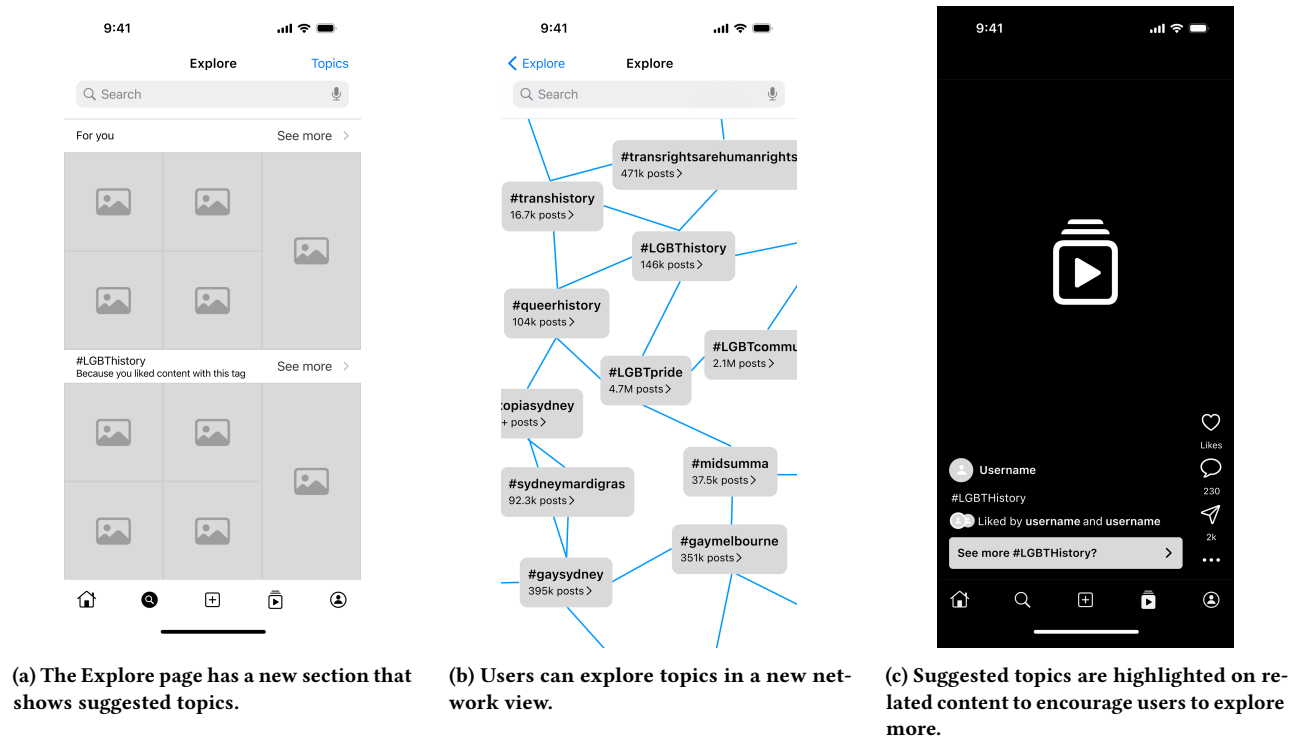 9:41
Explore
Topics
Search
For you
See more
#LGBThistory
Because you liked content with this tag
See more
(a) The Explore page has a new section that
shows suggested topics.
9:41
Explore
Explore
Search
#transrightsarehumanrights
471k posts
#transhistory
16.7k posts
#LGBThistory
146k posts
#queerhistory
104k posts
#LGBTcommu
2.1M posts
#LGBTpride
4.7M posts
topiasydney
+ posts
#midsumma
37.5k posts
#sydneymardigras
92.3k posts
#gaymelbourne
351k posts
#gaysydney
395k posts
(b) Users can explore topics in a new net-
work view.
9:41
Likes
Username
230
#LGBTHistory
Liked by username and username
2k
See more #LGBTHistory?
(c) Suggested topics are highlighted on re-
lated content to encourage users to explore
more.